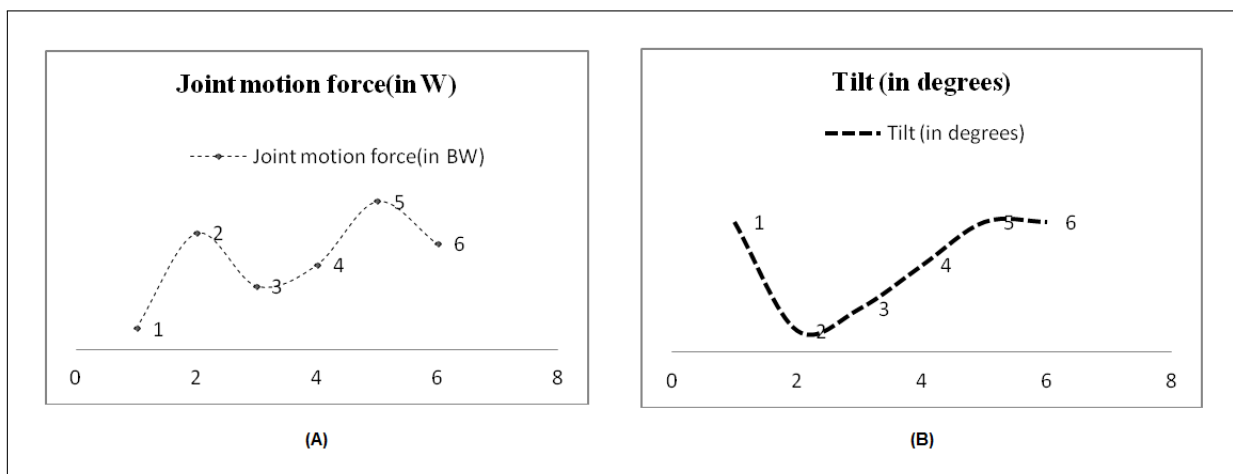 Joint motion force(in W)
Joint motion force(in BW)
1
2
3
4
5
6
0 2 4 6 8
(A)
Tilt (in degrees)
Tilt (in degrees)
1
2
3
4
5
6
0 2 4 6 8
(B)